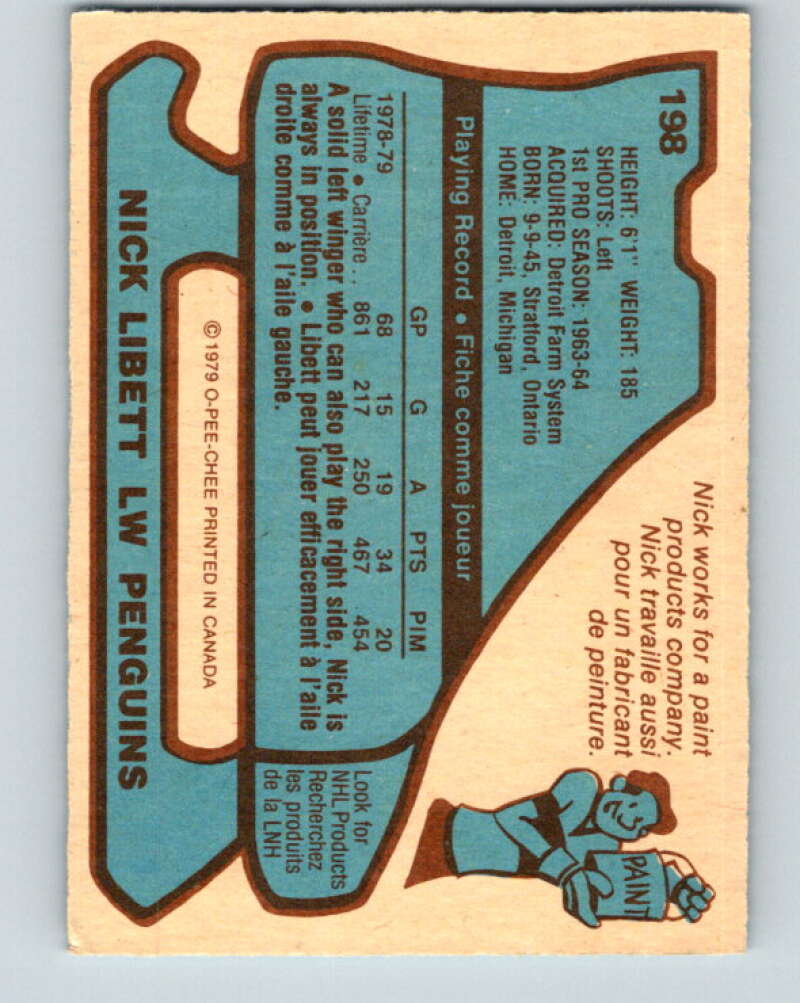 198
HEIGHT: 6'1" WEIGHT: 185
SHOOTS: Left
1st PRO SEASON: 1963-64
ACQUIRED: Detroit Farm System
BORN: 9-9-45, Stratford, Ontario
HOME: Detroit, Michigan
Nick works for a paint
products company.
Nick travaille aussi
pour un fabricant
de peinture.
PAINT
Playing Record • Fiche comme joueur
GP G A PTS PIM
1978-79 68 15 19 34 20
Lifetime • Carrière .. 861 217 250 467 454
A solid left winger who can also play the right side, Nick is
always in position. • Libett peut jouer efficacement à l'aile
droite comme à l'aile gauche.
Look for
NHL Products
Recherchez
les produits
de la LNH
© 1979 O-PEE-CHEE PRINTED IN CANADA
NICK LIBETT LW PENGUINS